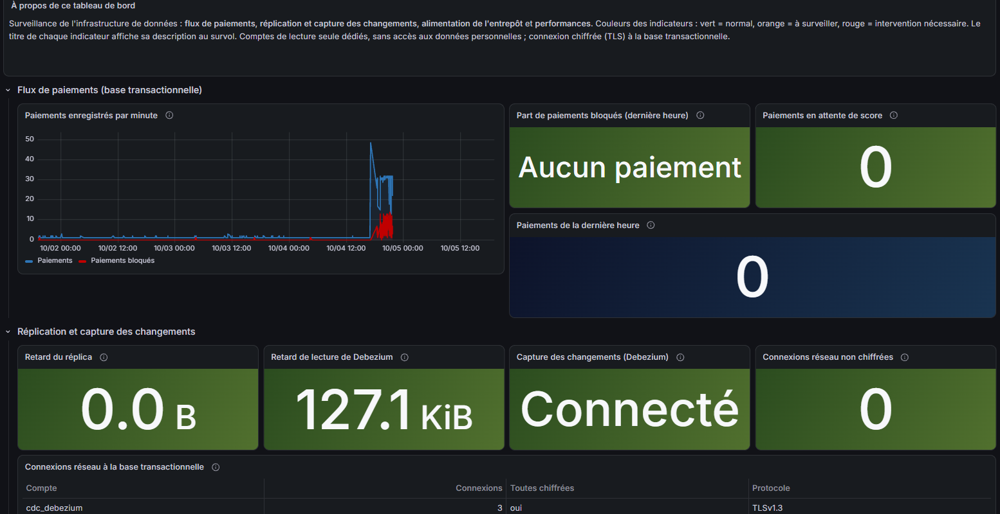 À propos de ce tableau de bord
Surveillance de l'infrastructure de données : flux de paiements, réplication et capture des changements, alimentation de l'entrepôt et performances. Couleurs des indicateurs : vert = normal, orange = à surveiller, rouge = intervention nécessaire. Le
titre de chaque indicateur affiche sa description au survol. Comptes de lecture seule dédiés, sans accès aux données personnelles ; connexion chiffrée (TLS) à la base transactionnelle.
Flux de paiements (base transactionnelle)
Paiements enregistrés par minute
50
40
30
20
10
0
10/02 00:00 10/02 12:00 10/03 00:00 10/03 12:00 10/04 00:00 10/04 12:00 10/05 00:00 10/05 12:00
Paiements Paiements bloqués
Part de paiements bloqués (dernière heure)
Aucun paiement
Paiements en attente de score
0
Paiements de la dernière heure
0
Réplication et capture des changements
Retard du réplica
0.0 B
Retard de lecture de Debezium
127.1 KiB
Capture des changements (Debezium)
Connecté
Connexions réseau non chiffrées
0
Connexions réseau à la base transactionnelle
Compte Connexions Toutes chiffrées Protocole
cdc_debezium 3 oui TLSv1.3